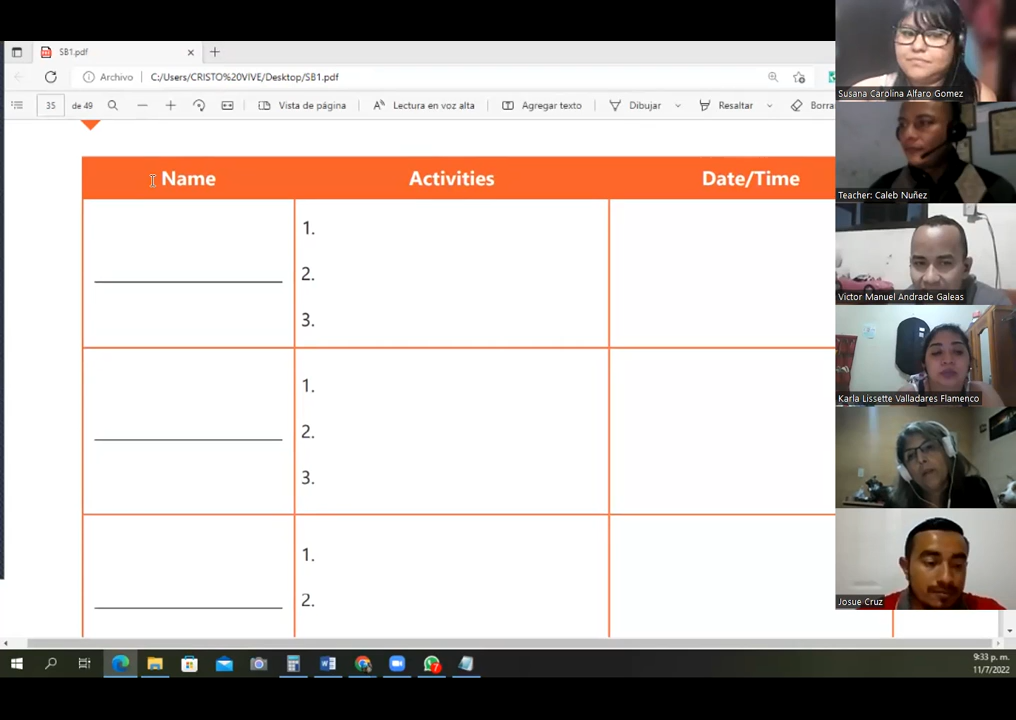 SB1.pdf
Archivo C:/Users/CRISTO%20VIVE/Desktop/SB1.pdf
35 de 49 Vista de página Lectura en voz alta Agregar texto Dibujar Resaltar Borra
Name Activities Date/Time
1.
2.
3.
1.
2.
3.
1.
2.
Susana Carolina Alfaro Gomez
Teacher: Caleb Nuñez
Victor Manuel Andrade Galeas
Karla Lissette Valladares Flamenco
Josue Cruz
7
9:33 p. m.
11/7/2022